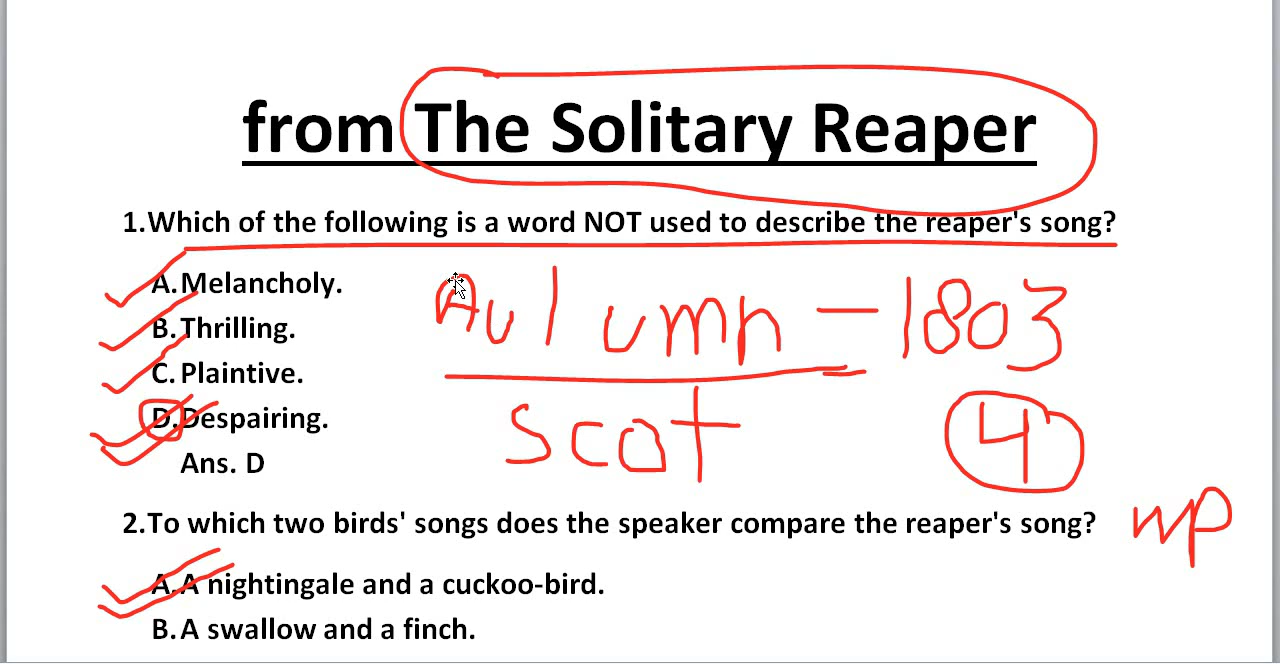 from The Solitary Reaper
1.Which of the following is a word NOT used to describe the reaper's song?
A.Melancholy.
B.Thrilling.
C.Plaintive.
D.Despairing.
Ans. D
Autumn - 1803
scot
4
2.To which two birds' songs does the speaker compare the reaper's song?
wp
A.A nightingale and a cuckoo-bird.
B.A swallow and a finch.